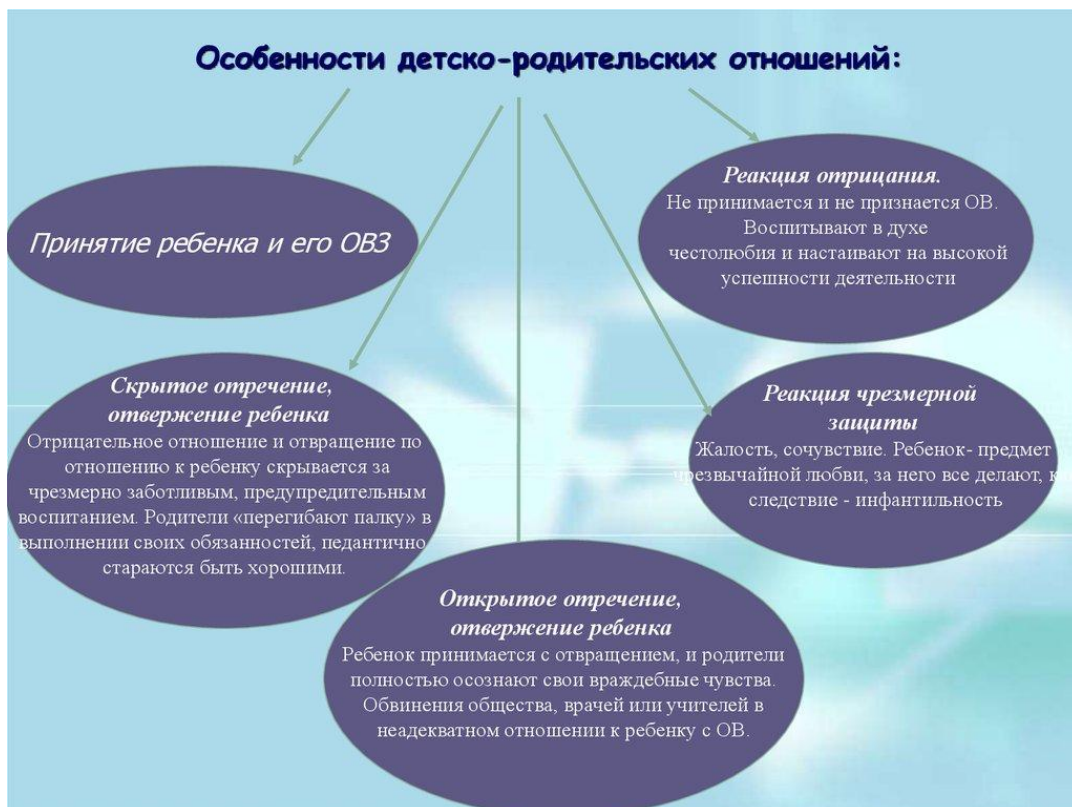 Особенности детско-родительских отношений:
Принятие ребенка и его ОВЗ
Реакция отрицания.
Не принимается и не признается ОВ.
Воспитывают в духе
честолюбия и настаивают на высокой
успешности деятельности
Скрытое отречение,
отвержение ребенка
Отрицательное отношение и отвращение по
отношению к ребенку скрывается за
чрезмерно заботливым, предупредительным
воспитанием. Родители «перегибают палку» в
выполнении своих обязанностей, педантично
стараются быть хорошими.
Реакция чрезмерной
защиты
Жалость, сочувствие. Ребенок- предмет
чрезвычайной любви, за него все делают,
следствие - инфантильность
Открытое отречение,
отвержение ребенка
Ребенок принимается с отвращением, и родители
полностью осознают свои враждебные чувства.
Обвинения общества, врачей или учителей в
неадекватном отношении к ребенку с ОВ.